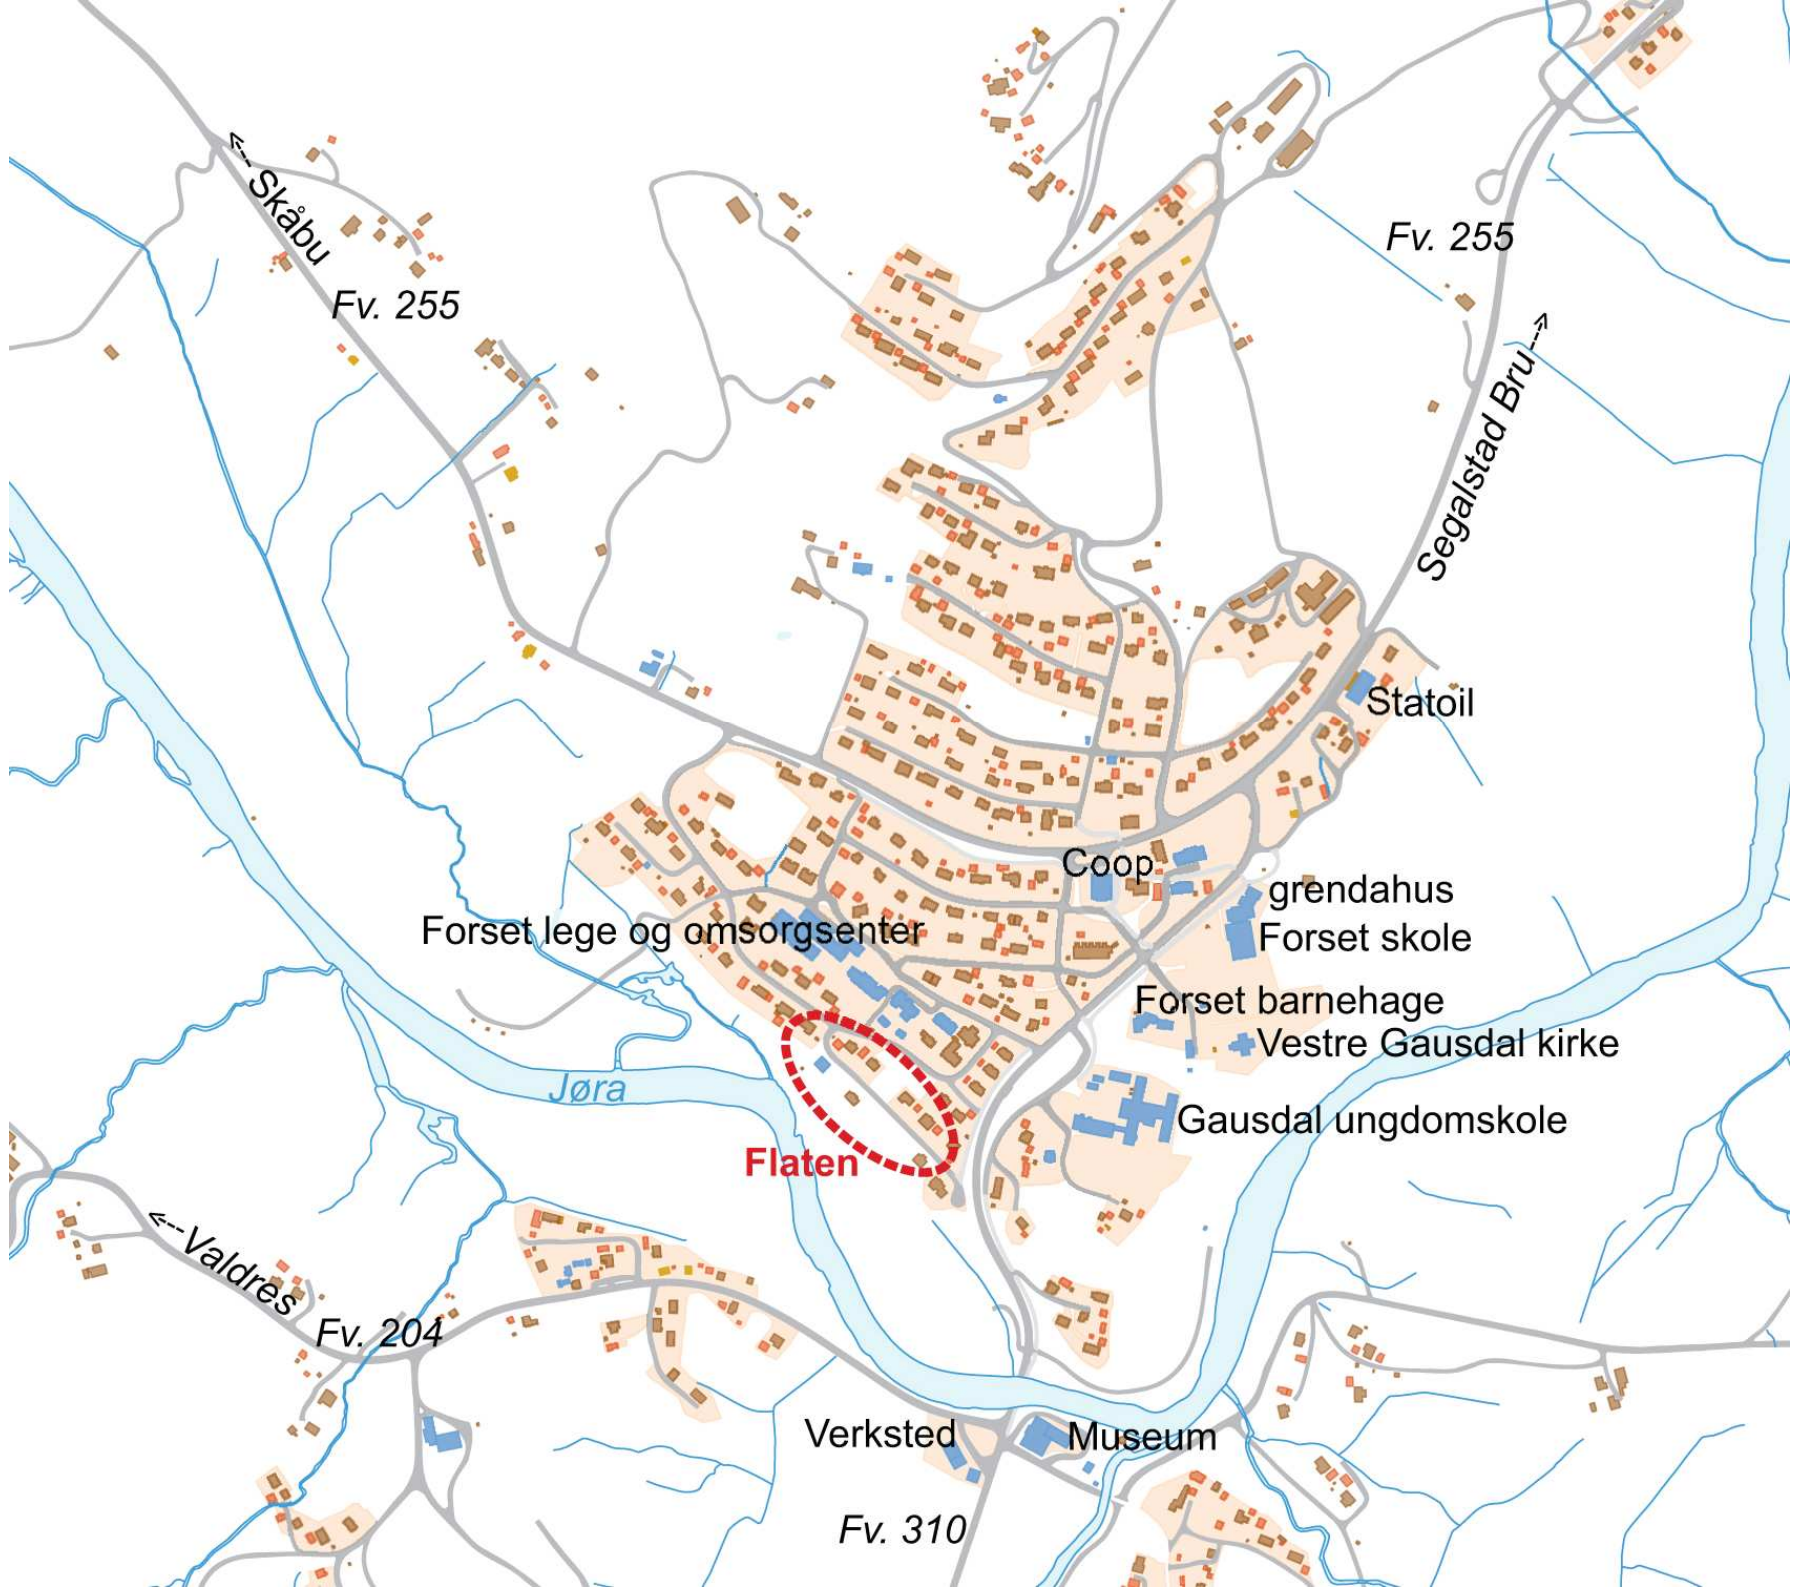 Skåbu
Fv. 255
Fv. 255
Segalstad Bru
Statoil
Coop
grendahus
Forset lege og omsorgsenter
Forset skole
Forset barnehage
Vestre Gausdal kirke
Jøra
Gausdal ungdomskole
Flaten
Valdres
Fv. 204
Verksted
Museum
Fv. 310